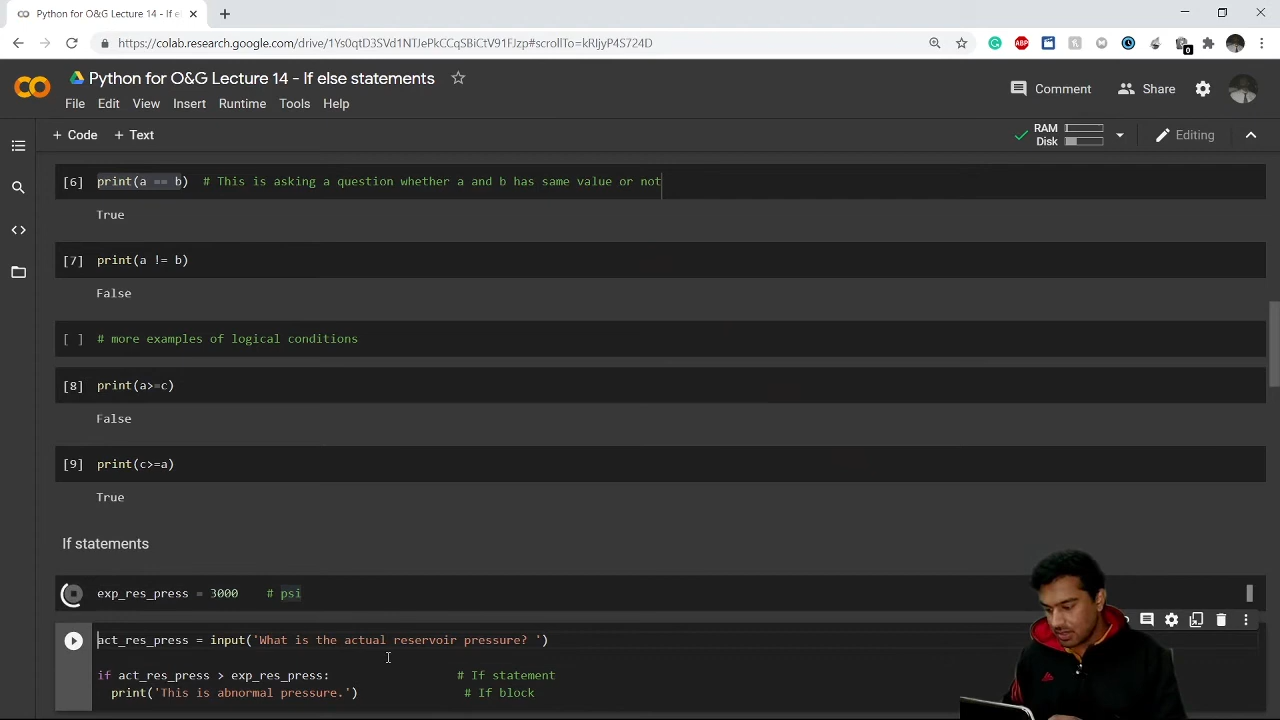 Python for O&G Lecture 14 - If else statements
https://colab.research.google.com/drive/1Ys0qtD3SVd1NTJePkCCqSBiCtV91FJzp#scrollTo=kRIjyP4S724D
Python for O&G Lecture 14 - If else statements
Comment
Share
File Edit View Insert Runtime Tools Help
+ Code + Text
RAM
Disk
Editing
[6] print(a == b) # This is asking a question whether a and b has same value or not
True
[7] print(a != b)
False
[ ] # more examples of logical conditions
[8] print(a>=c)
False
[9] print(c>=a)
True
If statements
exp_res_press = 3000 # psi
act_res_press = input('What is the actual reservoir pressure? ')
if act_res_press > exp_res_press: # If statement
print('This is abnormal pressure.') # If block